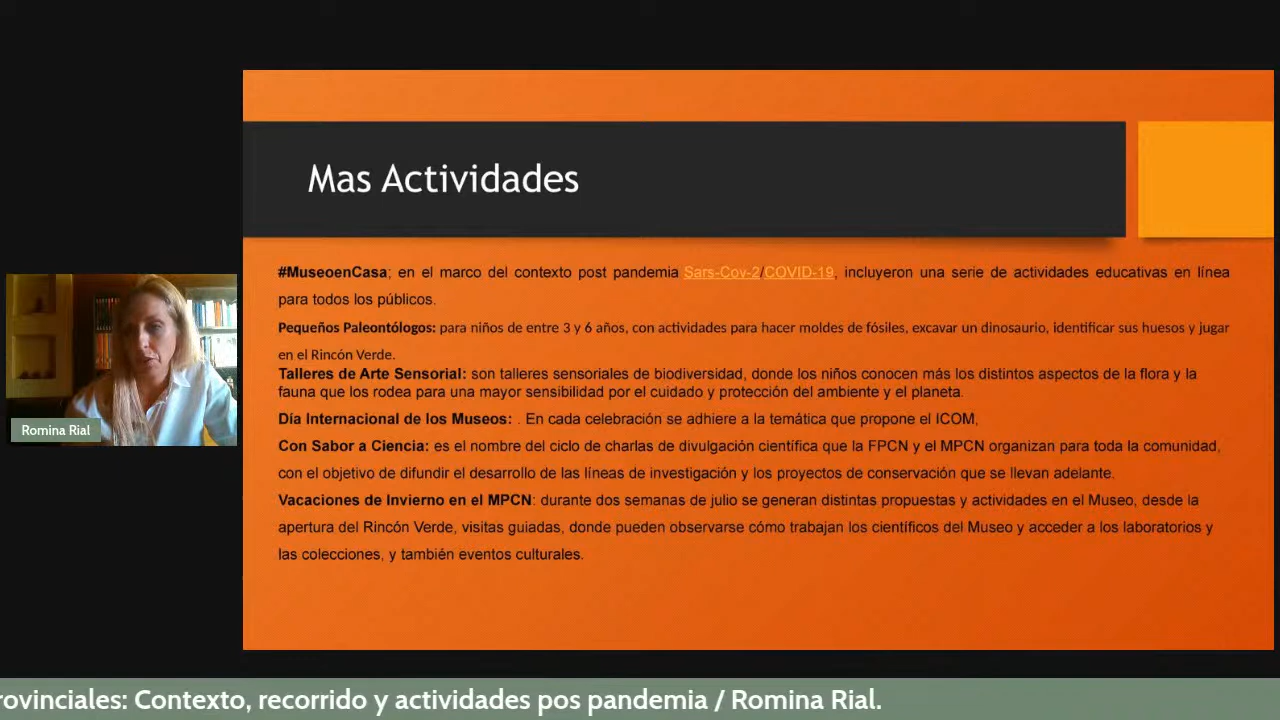 Mas Actividades
#MuseoenCasa; en el marco del contexto post pandemia Sars-Cov-2/COVID-19, incluyeron una serie de actividades educativas en línea
para todos los públicos.
Pequeños Paleontólogos: para niños de entre 3 y 6 años, con actividades para hacer moldes de fósiles, excavar un dinosaurio, identificar sus huesos y jugar
en el Rincón Verde.
Talleres de Arte Sensorial: son talleres sensoriales de biodiversidad, donde los niños conocen más los distintos aspectos de la flora y la
fauna que los rodea para una mayor sensibilidad por el cuidado y protección del ambiente y el planeta.
Día Internacional de los Museos: . En cada celebración se adhiere a la temática que propone el ICOM,
Con Sabor a Ciencia: es el nombre del ciclo de charlas de divulgación científica que la FPCN y el MPCN organizan para toda la comunidad,
con el objetivo de difundir el desarrollo de las líneas de investigación y los proyectos de conservación que se llevan adelante.
Vacaciones de Invierno en el MPCN: durante dos semanas de julio se generan distintas propuestas y actividades en el Museo, desde la
apertura del Rincón Verde, visitas guiadas, donde pueden observarse cómo trabajan los científicos del Museo y acceder a los laboratorios y
las colecciones, y también eventos culturales.
Romina Rial
rovinciales: Contexto, recorrido y actividades pos pandemia / Romina Rial.